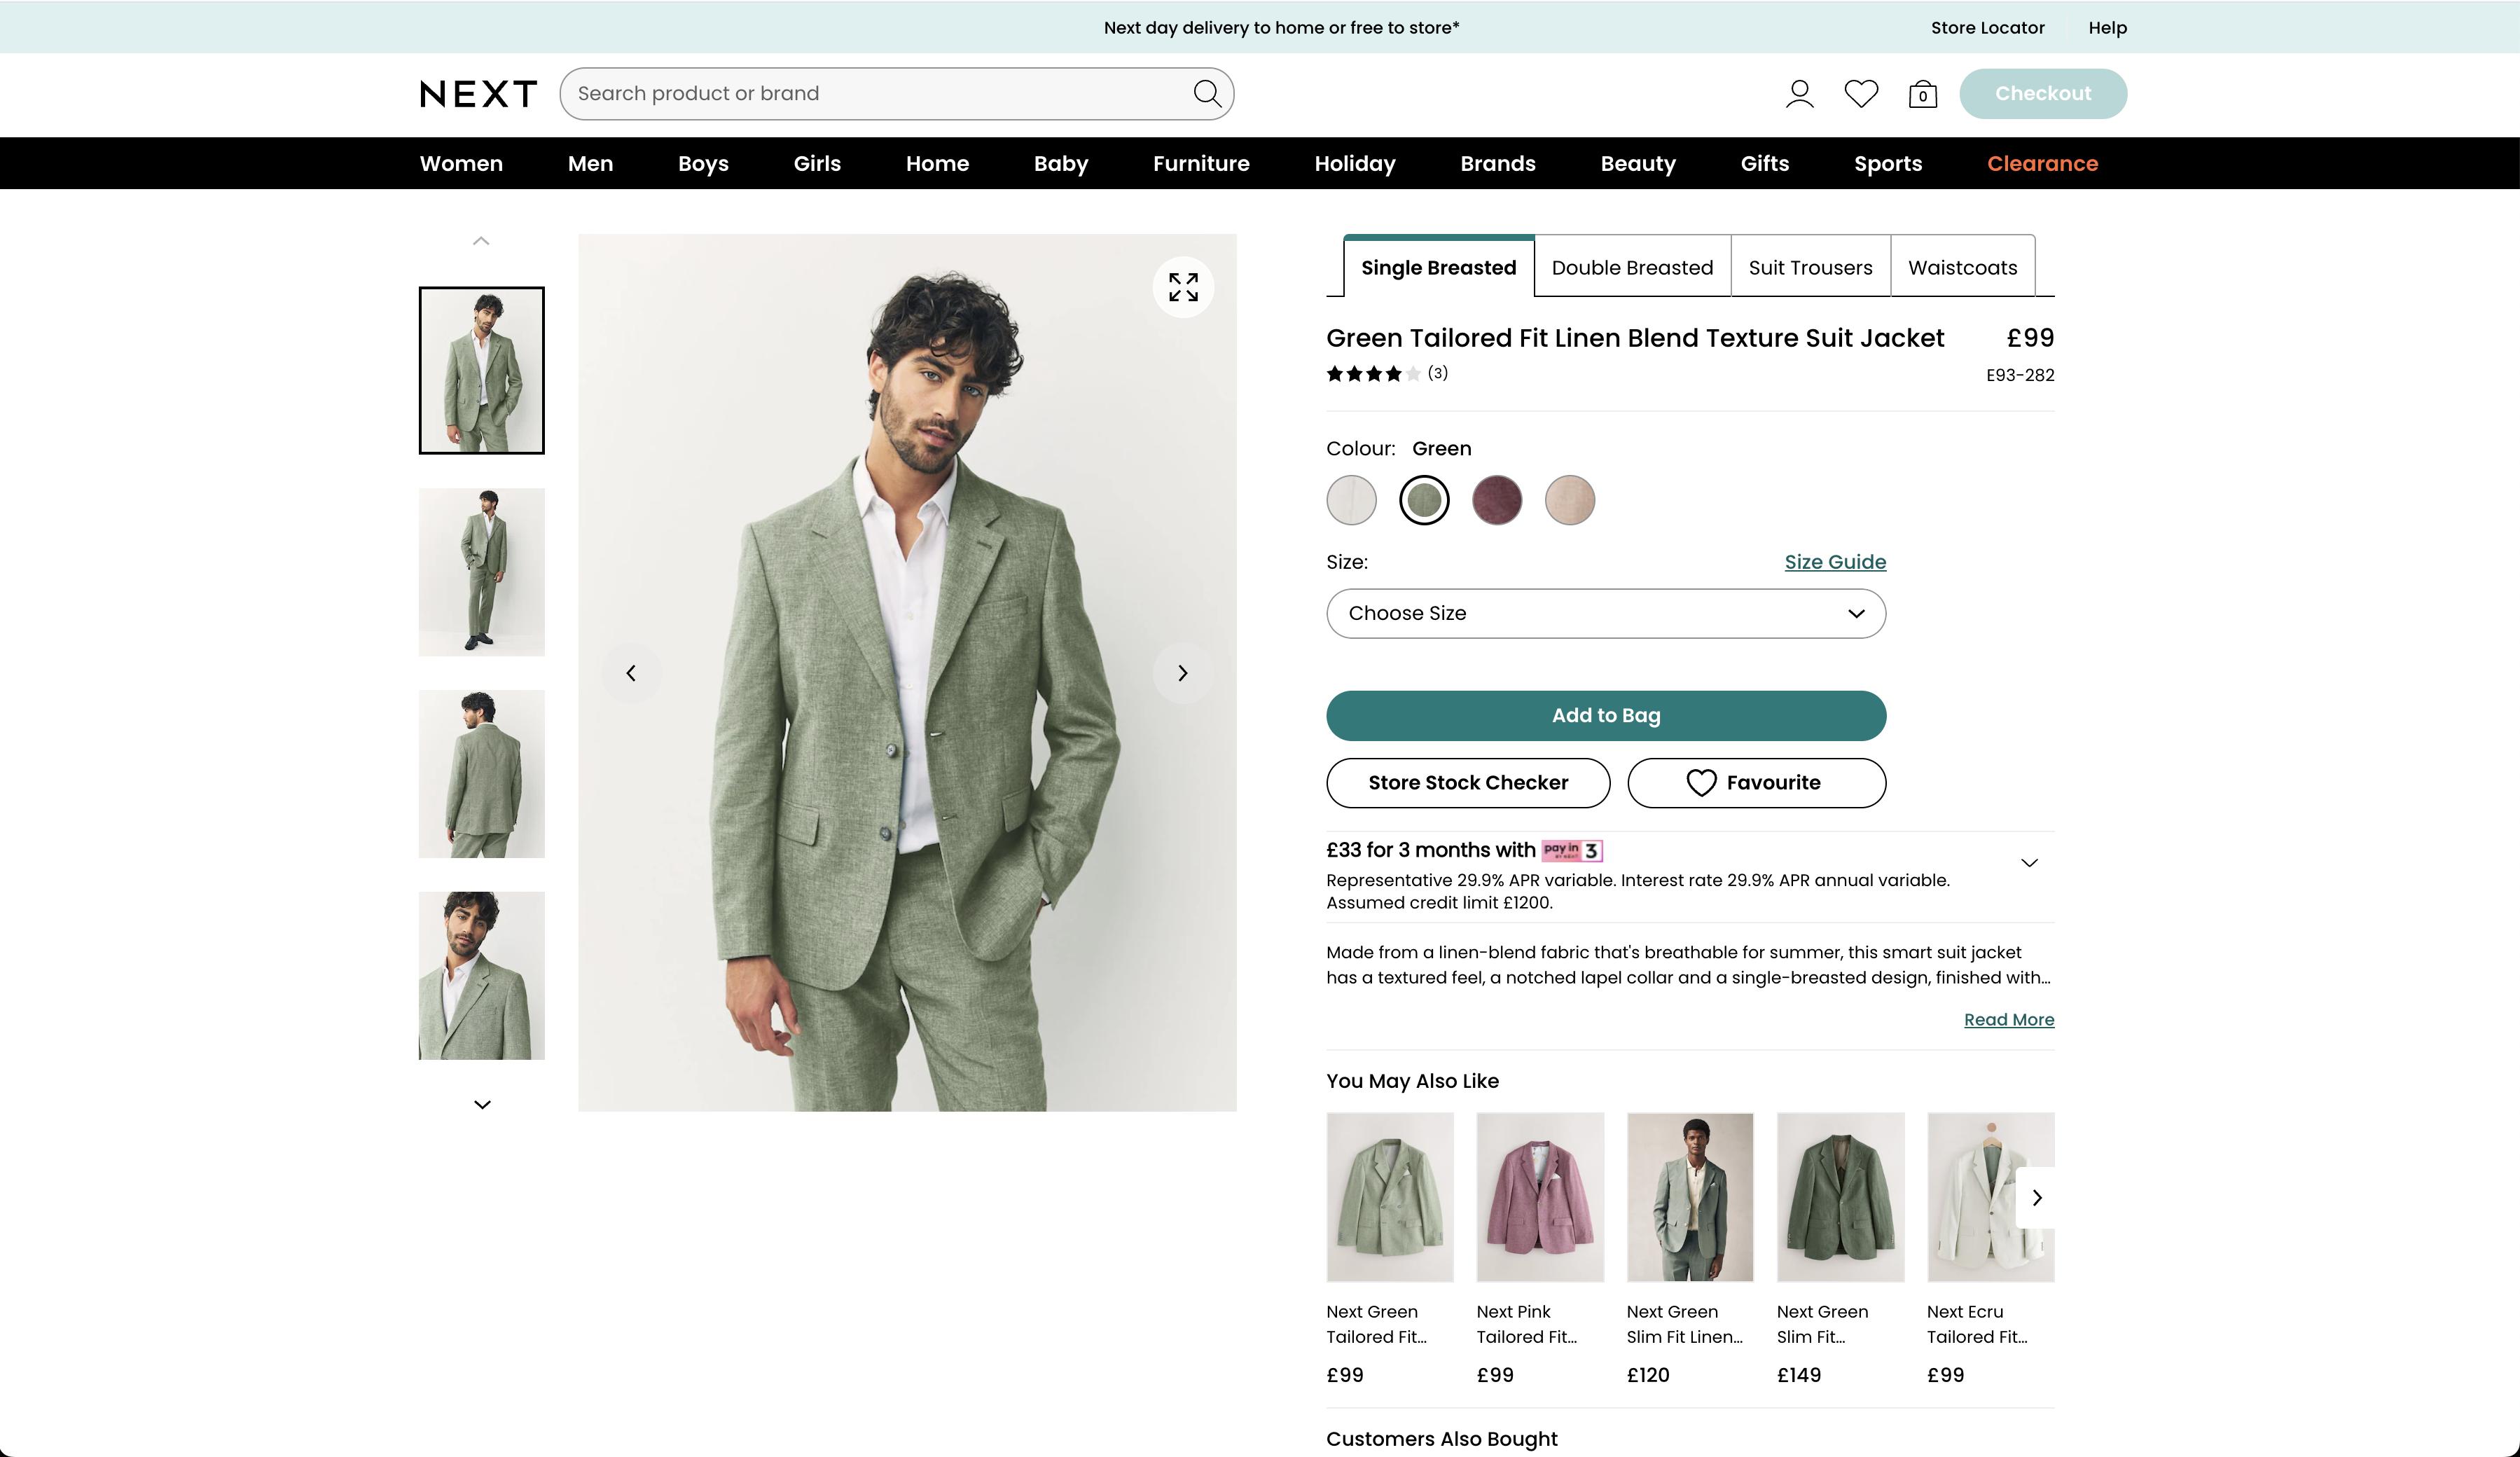 Next day delivery to home or free to store*
Store Locator
Help
NEXT
Search product or brand
0
Checkout
Women
Men
Boys
Girls
Home
Baby
Furniture
Holiday
Brands
Beauty
Gifts
Sports
Clearance
Single Breasted
Double Breasted
Suit Trousers
Waistcoats
Green Tailored Fit Linen Blend Texture Suit Jacket
£99
(3)
E93-282
Colour: Green
Size:
Size Guide
Choose Size
Add to Bag
Store Stock Checker
Favourite
£33 for 3 months with pay in 3
BY NEXT
Representative 29.9% APR variable. Interest rate 29.9% APR annual variable.
Assumed credit limit £1200.
Made from a linen-blend fabric that's breathable for summer, this smart suit jacket
has a textured feel, a notched lapel collar and a single-breasted design, finished with...
Read More
You May Also Like
Next Green
Tailored Fit...
£99
Next Pink
Tailored Fit...
£99
Next Green
Slim Fit Linen...
£120
Next Green
Slim Fit...
£149
Next Ecru
Tailored Fit...
£99
Customers Also Bought